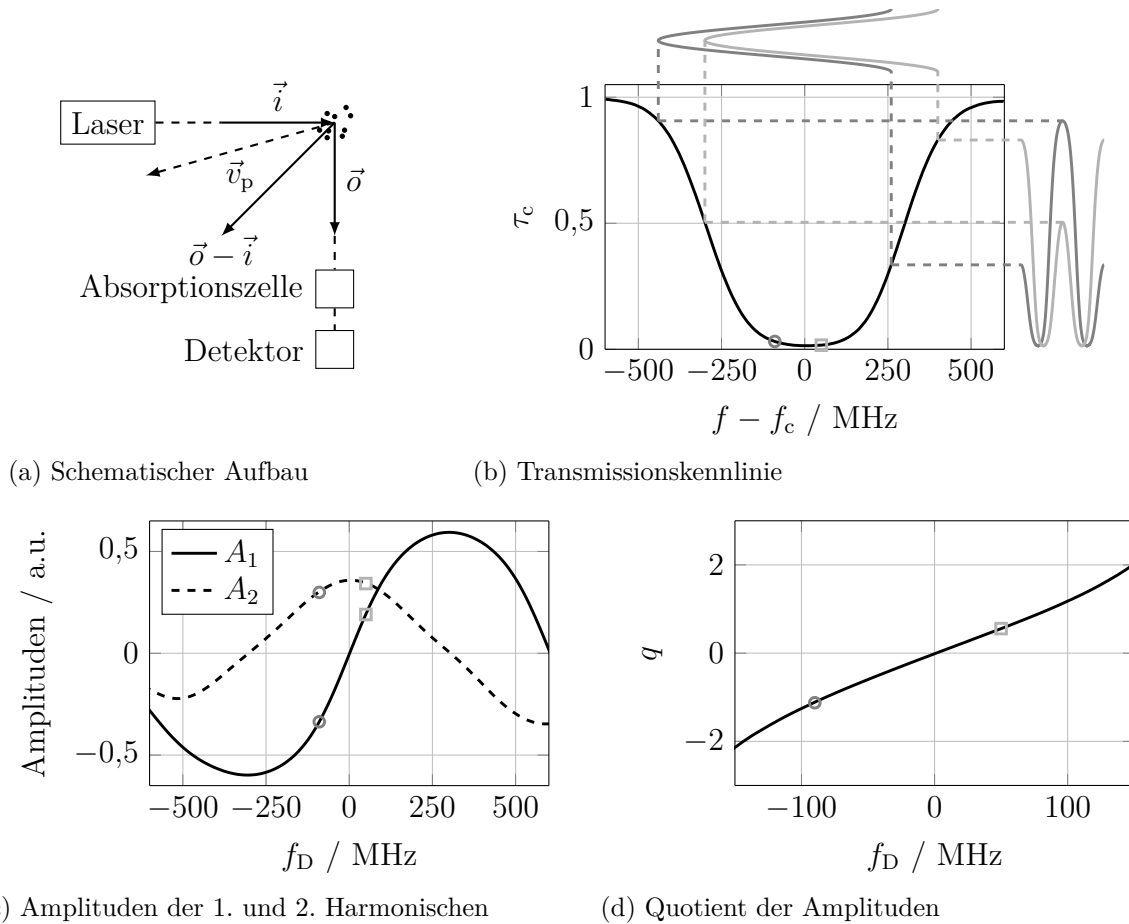 Laser
i⃗
v⃗p
o⃗
o⃗ − i⃗
Absorptionszelle
Detektor
(a) Schematischer Aufbau
1
0,5
0
τc
−500 −250 0 250 500
f − fc / MHz
(b) Transmissionskennlinie
A1
A2
0,5
0
−0,5
Amplituden / a.u.
−500 −250 0 250 500
fD / MHz
) Amplituden der 1. und 2. Harmonischen
2
0
−2
q
−100 0 100
fD / MHz
(d) Quotient der Amplituden